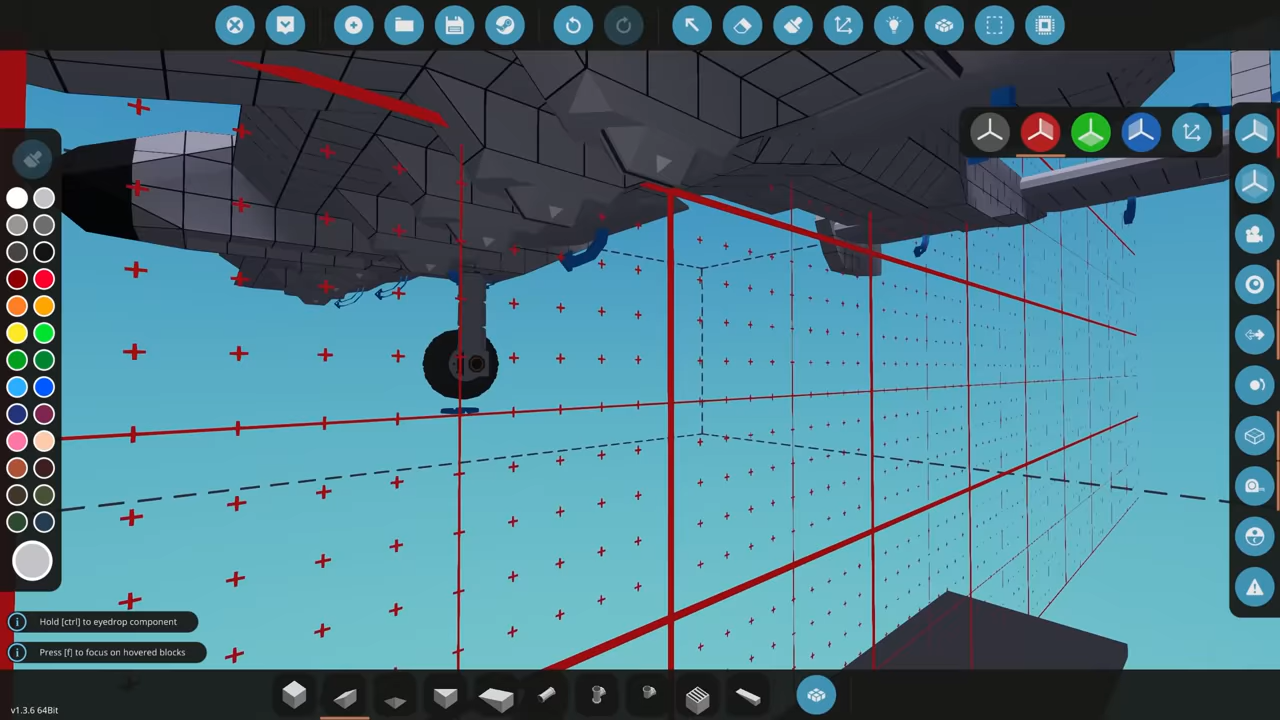 Hold [ctrl] to eyedrop component
Press [f] to focus on hovered blocks
v1.3.6 64Bit